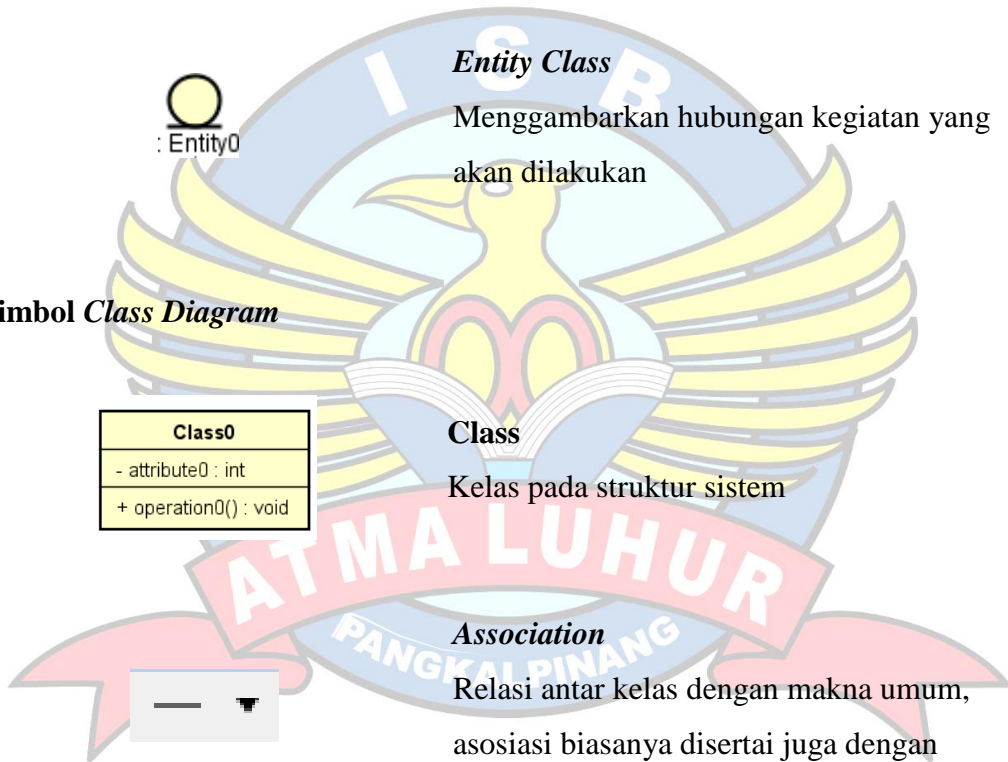 I S B
Entity Class
: Entity0
Menggambarkan hubungan kegiatan yang
akan dilakukan
imbol Class Diagram
Class0
- attribute0 : int
+ operation0() : void
Class
Kelas pada struktur sistem
ATMA LUHUR
PANGKALPINANG
Association
Relasi antar kelas dengan makna umum,
asosiasi biasanya disertai juga dengan